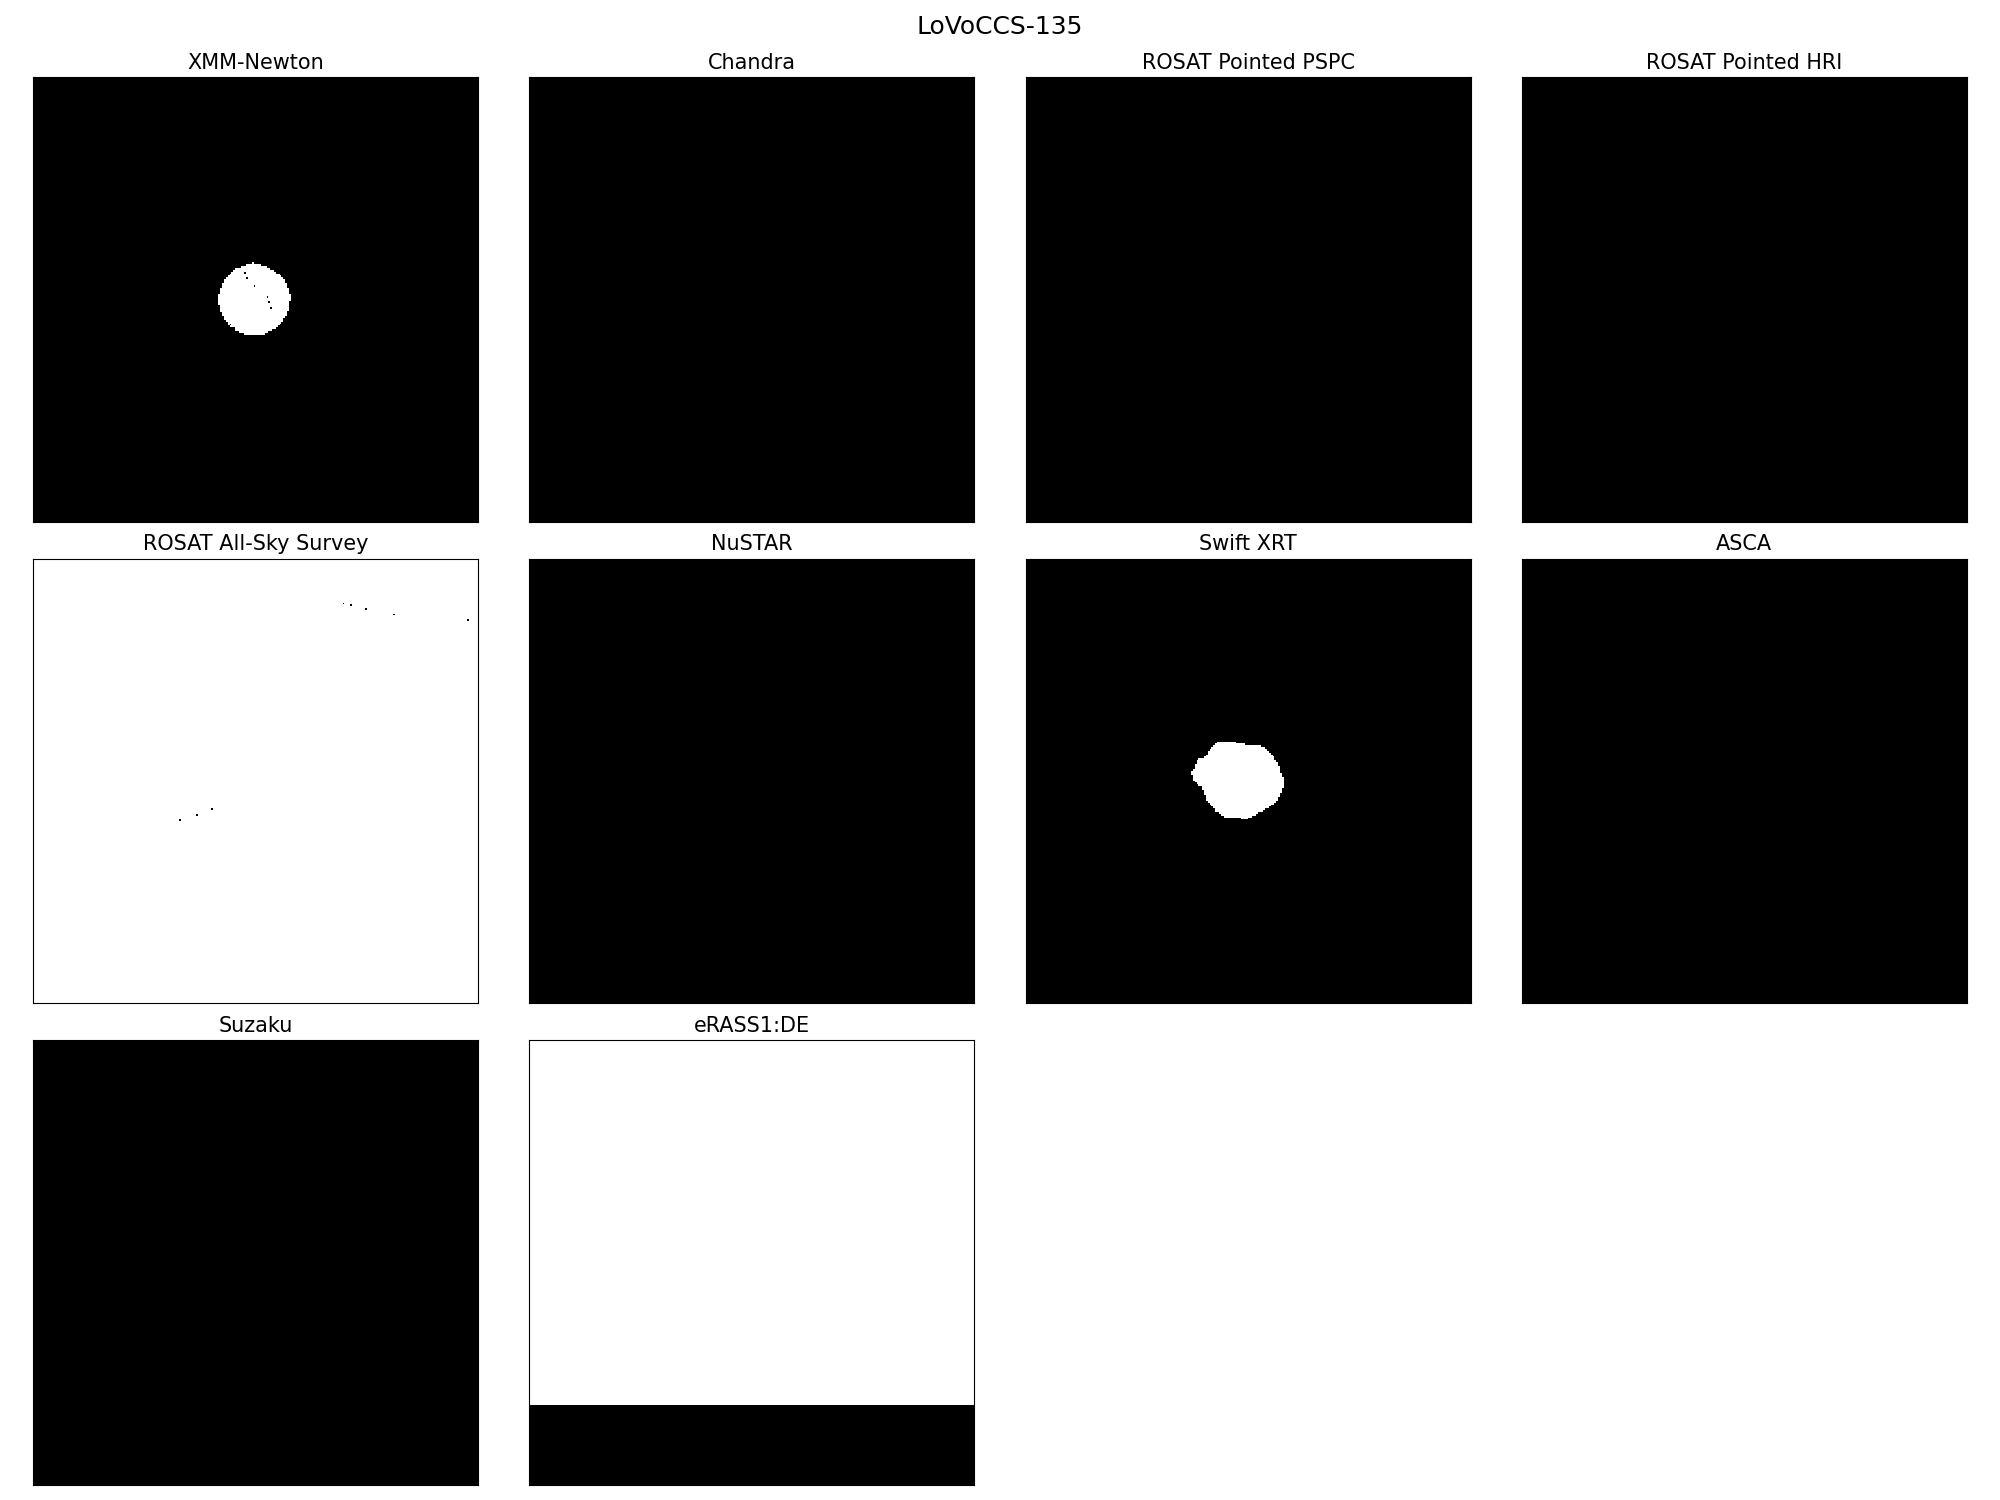 LoVoCCS-135
XMM-Newton
Chandra
ROSAT Pointed PSPC
ROSAT Pointed HRI
ROSAT All-Sky Survey
NuSTAR
Swift XRT
ASCA
Suzaku
eRASS1:DE